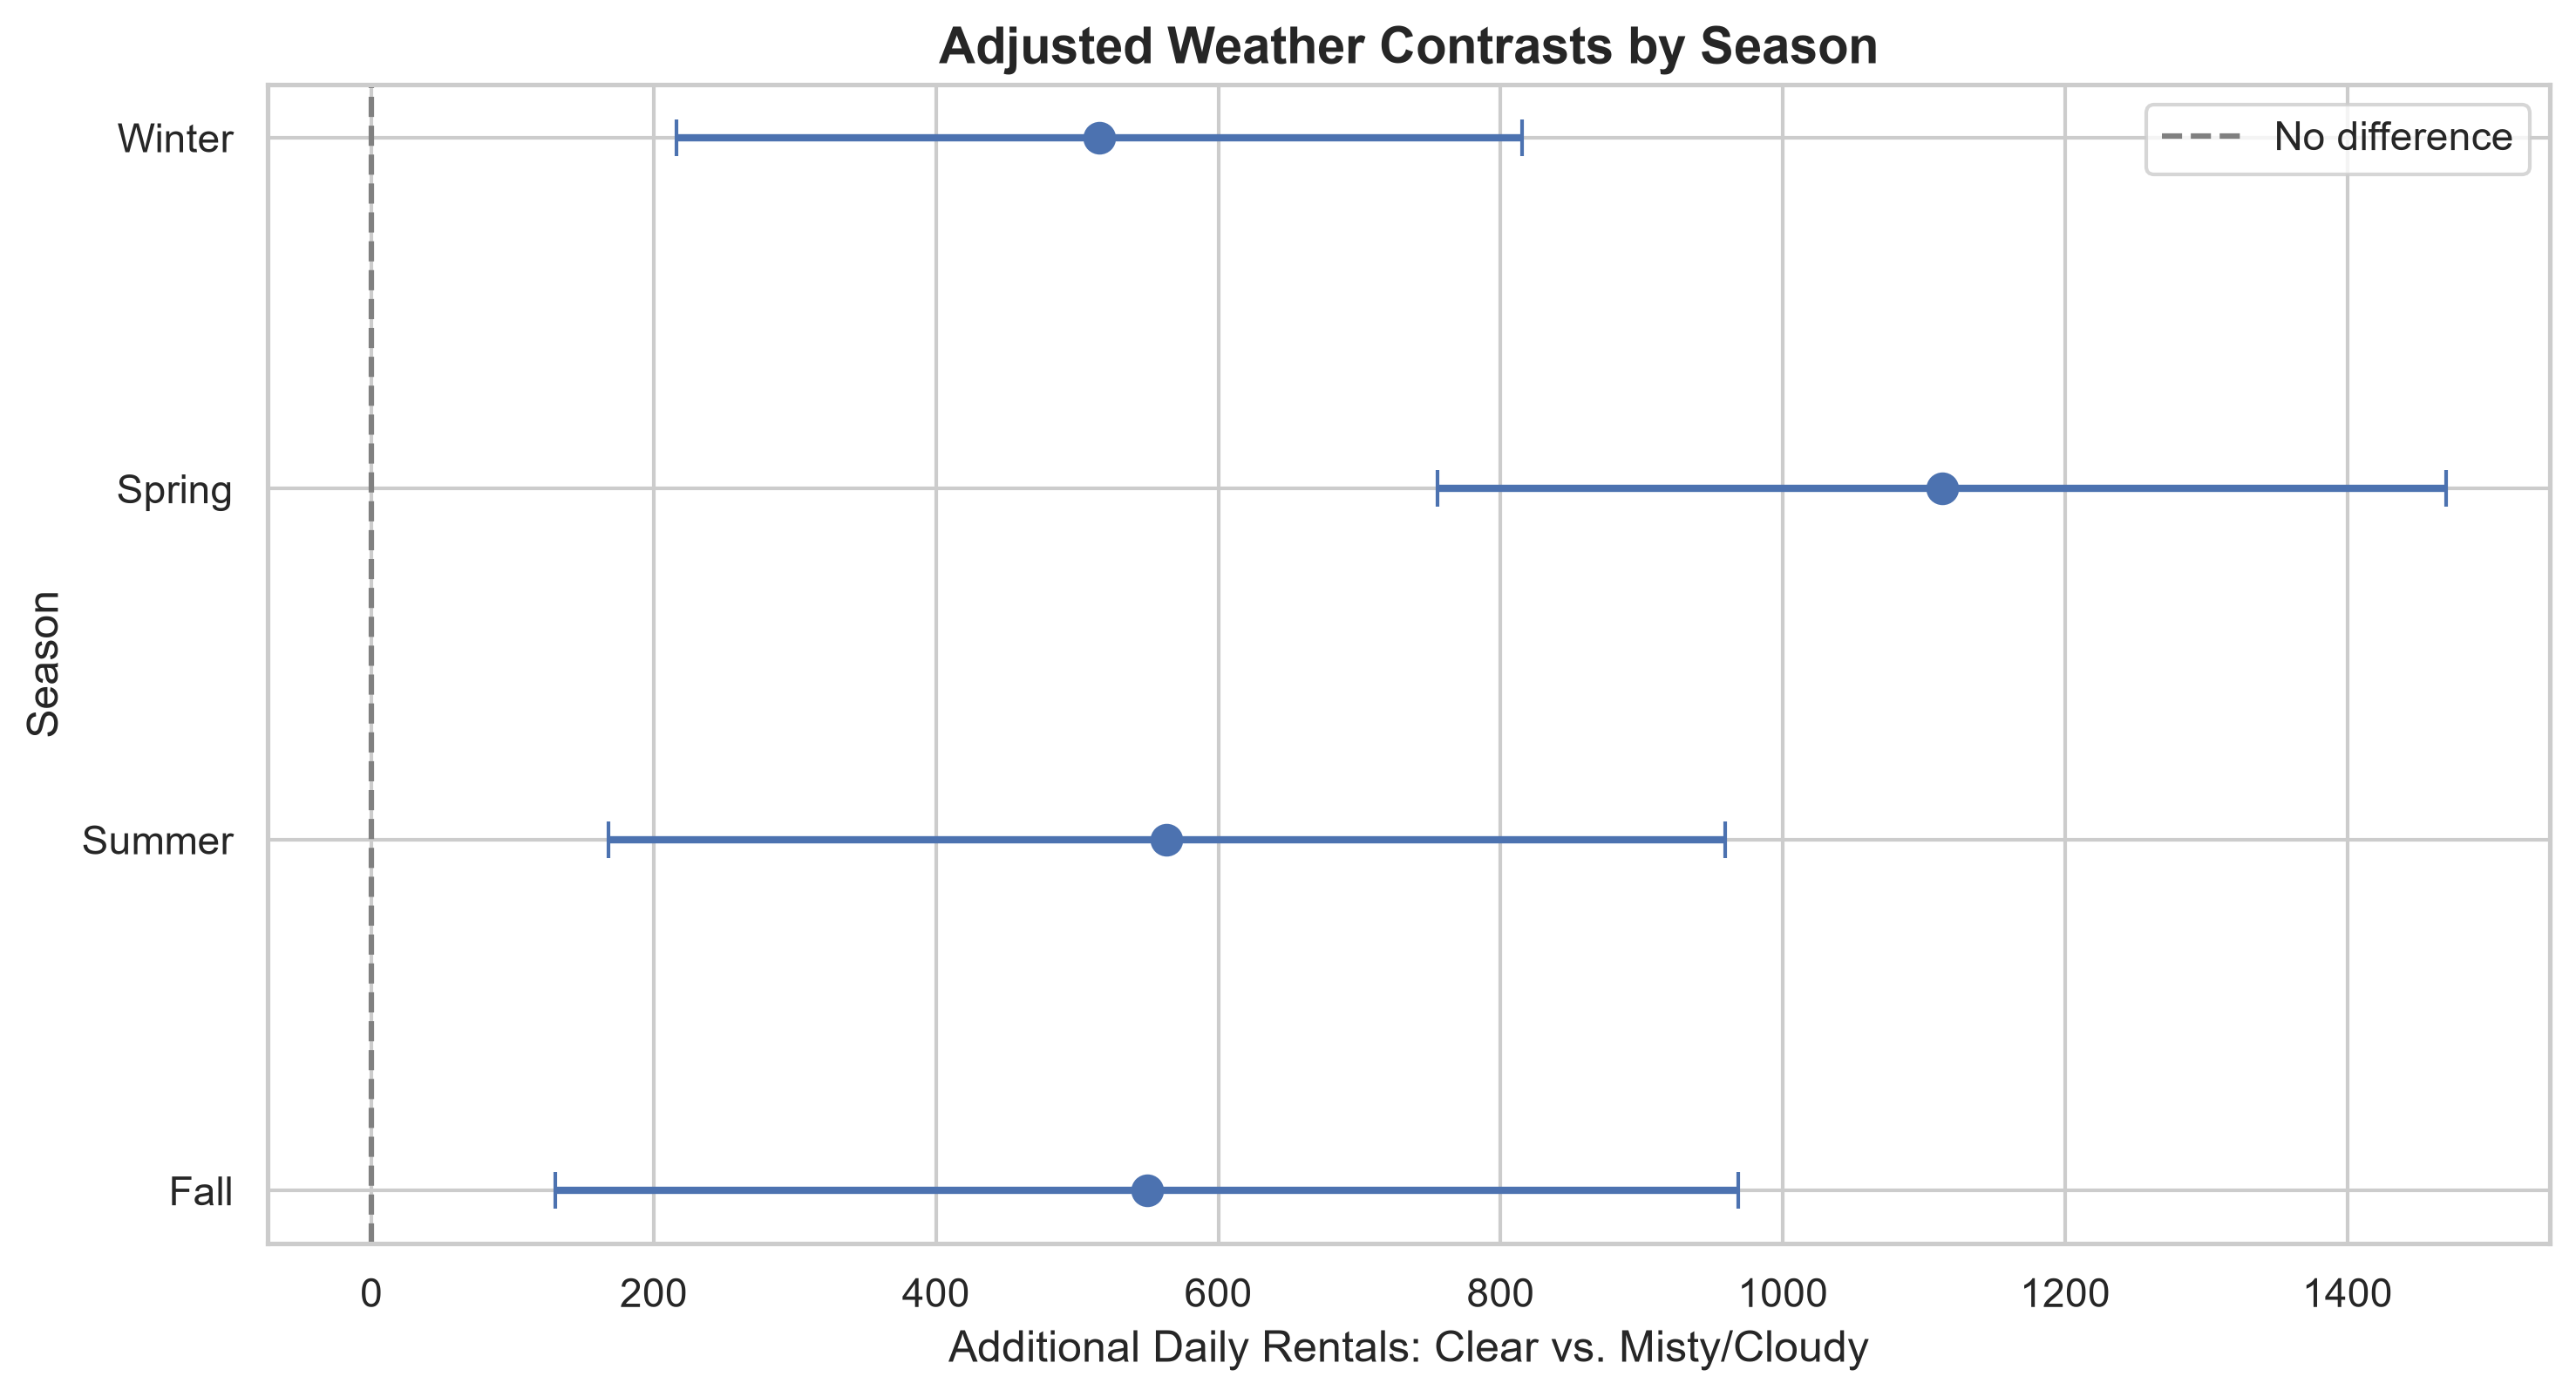 Adjusted Weather Contrasts by Season
No difference
Winter
Spring
Summer
Fall
Season
0 200 400 600 800 1000 1200 1400
Additional Daily Rentals: Clear vs. Misty/Cloudy